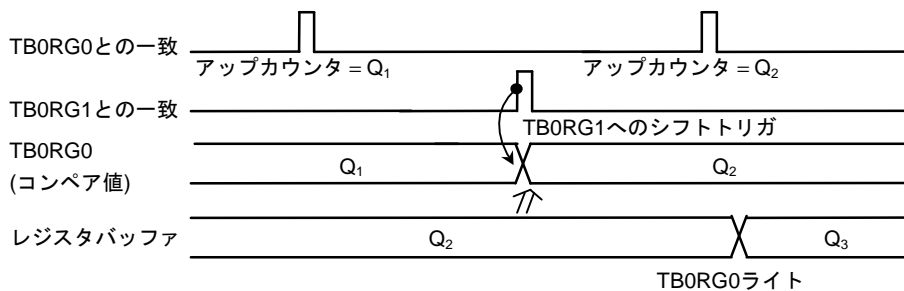 TB0RG0との一致
アップカウンタ = Q₁
アップカウンタ = Q₂
TB0RG1との一致
TB0RG1へのシフトトリガ
TB0RG0
(コンペア値)
Q₁
Q₂
レジスタバッファ
Q₂
Q₃
TB0RG0ライト